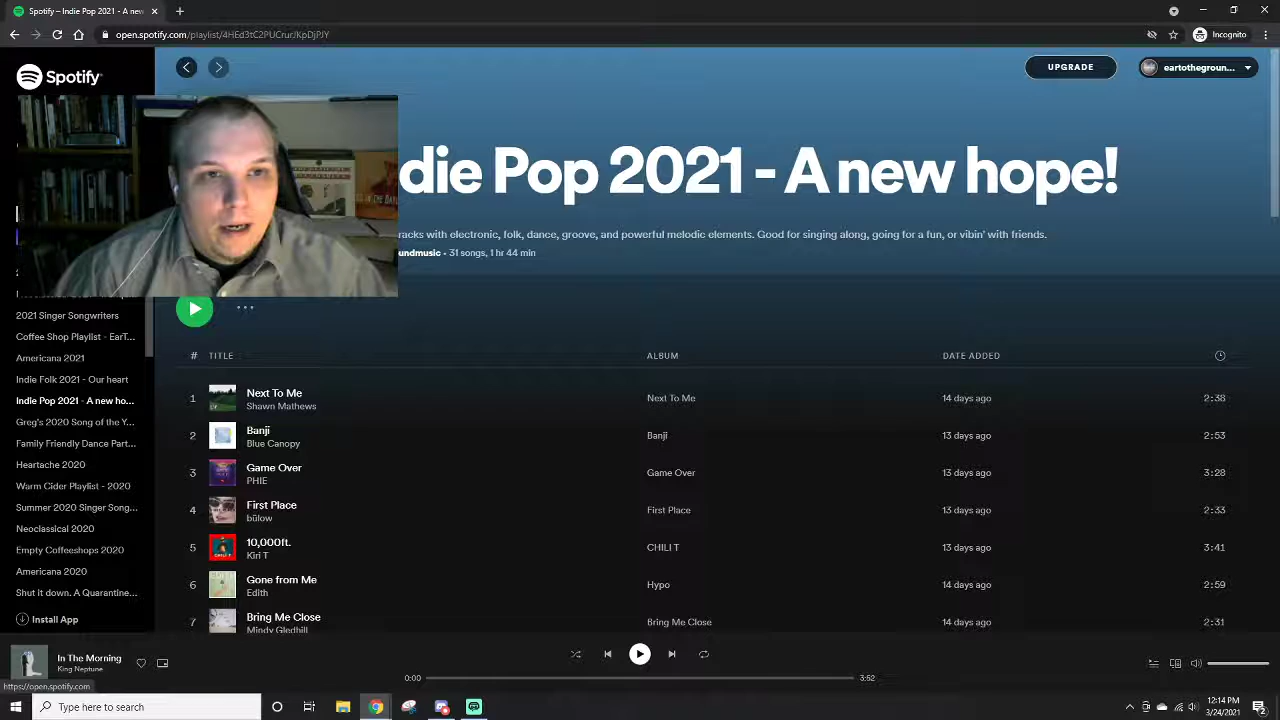 Spotify – Indie Pop 2021 - A new
open.spotify.com/playlist/4HEd3tC2PUCrurJKpDjPJY
Incognito
Spotify
UPGRADE
eartothegroun...
die Pop 2021 - A new hope!
racks with electronic, folk, dance, groove, and powerful melodic elements. Good for singing along, going for a fun, or vibin' with friends.
undmusic • 31 songs, 1 hr 44 min
2021 Singer Songwriters
Coffee Shop Playlist - EarT...
Americana 2021
Indie Folk 2021 - Our heart
Indie Pop 2021 - A new ho...
Greg's 2020 Song of the Y...
Family Friendly Dance Part...
Heartache 2020
Warm Cider Playlist - 2020
Summer 2020 Singer Song...
Neoclassical 2020
Empty Coffeeshops 2020
Americana 2020
Shut it down. A Quarantine...
Install App
# TITLE ALBUM DATE ADDED
1 Next To Me Next To Me 14 days ago 2:38
Shawn Mathews
2 Banji Banji 13 days ago 2:53
Blue Canopy
3 Game Over Game Over 13 days ago 3:28
PHIE
4 First Place First Place 13 days ago 2:33
bülow
5 10,000ft. CHILI T 13 days ago 3:41
Kiri T
6 Gone from Me Hypo 14 days ago 2:59
Edith
7 Bring Me Close Bring Me Close 14 days ago 2:31
Mindy Gledhill
In The Morning
King Neptune
0:00 3:52
https://open.spotify.com
Type here to search
12:14 PM
3/24/2021
2